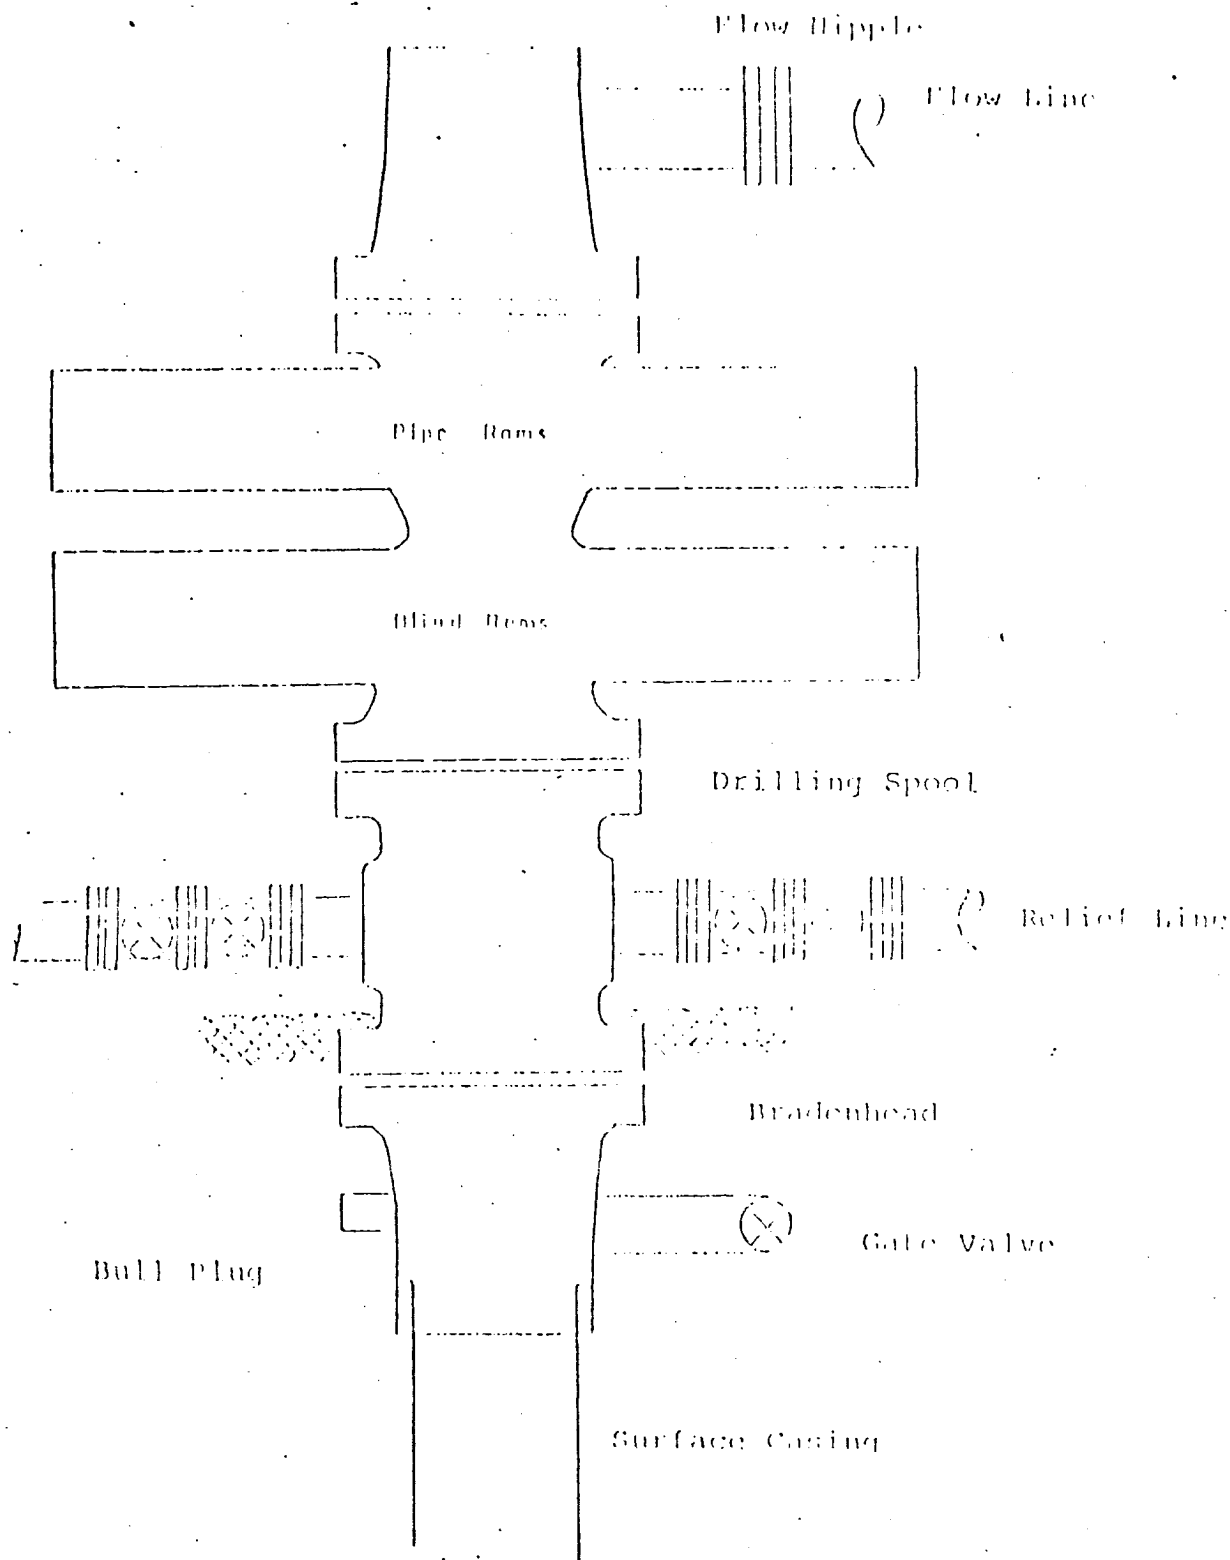 Flow Nipple
Flow Line
Pipe Rams
Blind Rams
Drilling Spool
Relief Line
Bradenhead
Gate Valve
Bull Plug
Surface Casing